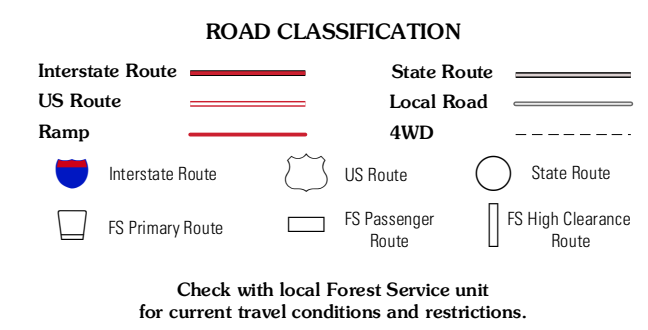 ROAD CLASSIFICATION
Interstate Route
State Route
US Route
Local Road
Ramp
4WD
Interstate Route
US Route
State Route
FS Primary Route
FS Passenger
Route
FS High Clearance
Route
Check with local Forest Service unit
for current travel conditions and restrictions.